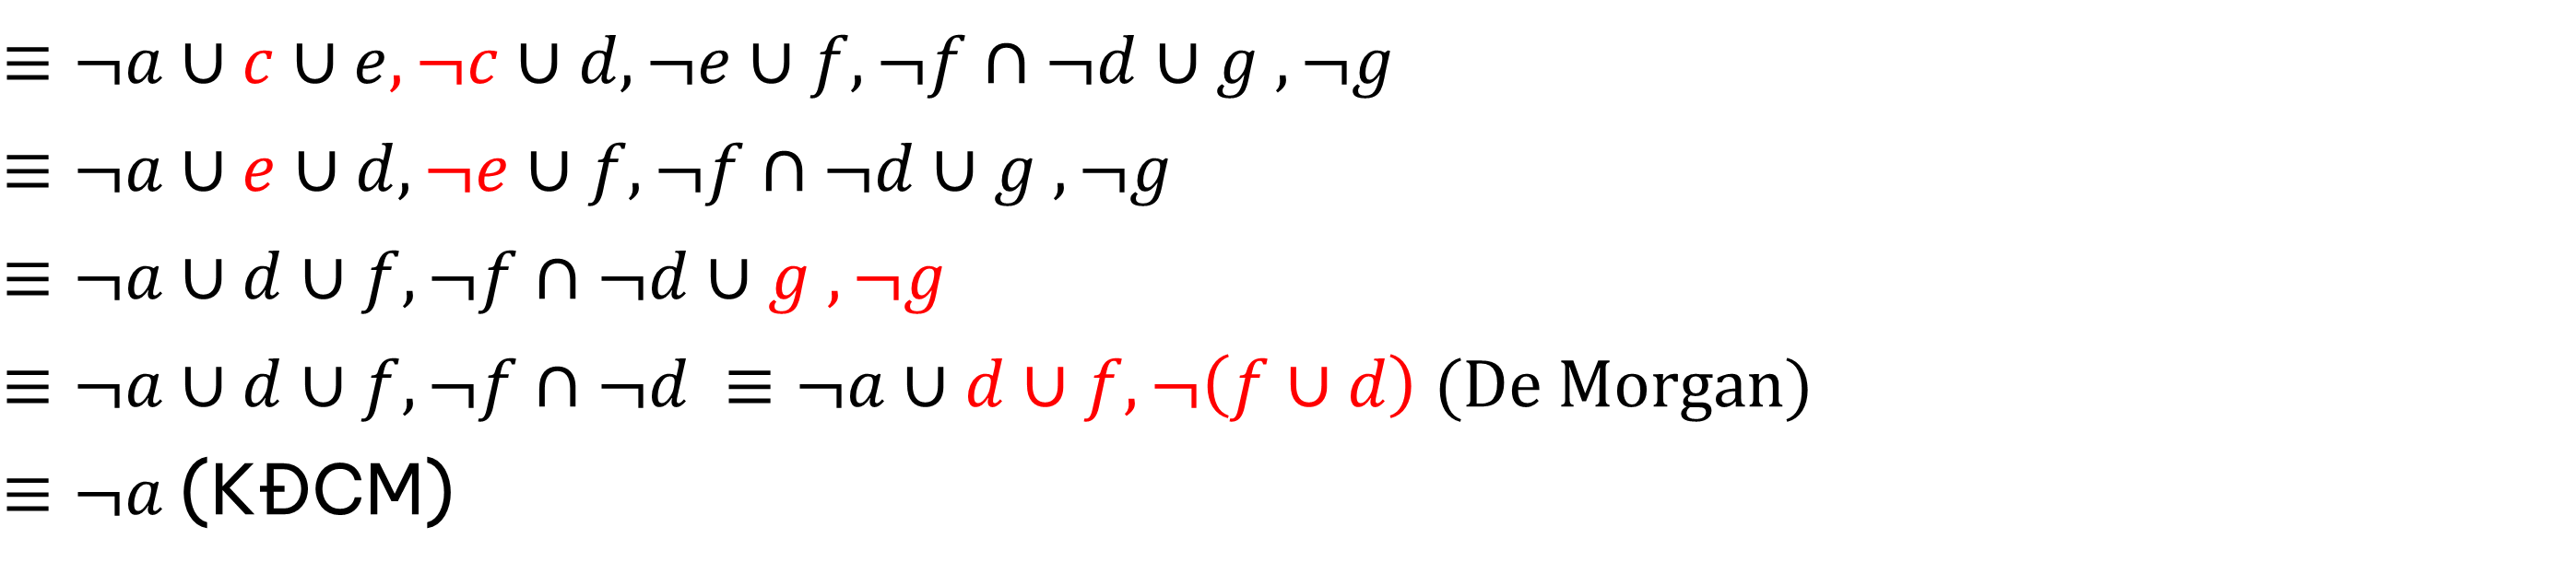 ≡ ¬a ∪ c ∪ e, ¬c ∪ d, ¬e ∪ f, ¬f ∩ ¬d ∪ g , ¬g
≡ ¬a ∪ e ∪ d, ¬e ∪ f, ¬f ∩ ¬d ∪ g , ¬g
≡ ¬a ∪ d ∪ f, ¬f ∩ ¬d ∪ g , ¬g
≡ ¬a ∪ d ∪ f, ¬f ∩ ¬d ≡ ¬a ∪ d ∪ f, ¬(f ∪ d) (De Morgan)
≡ ¬a (KĐCM)